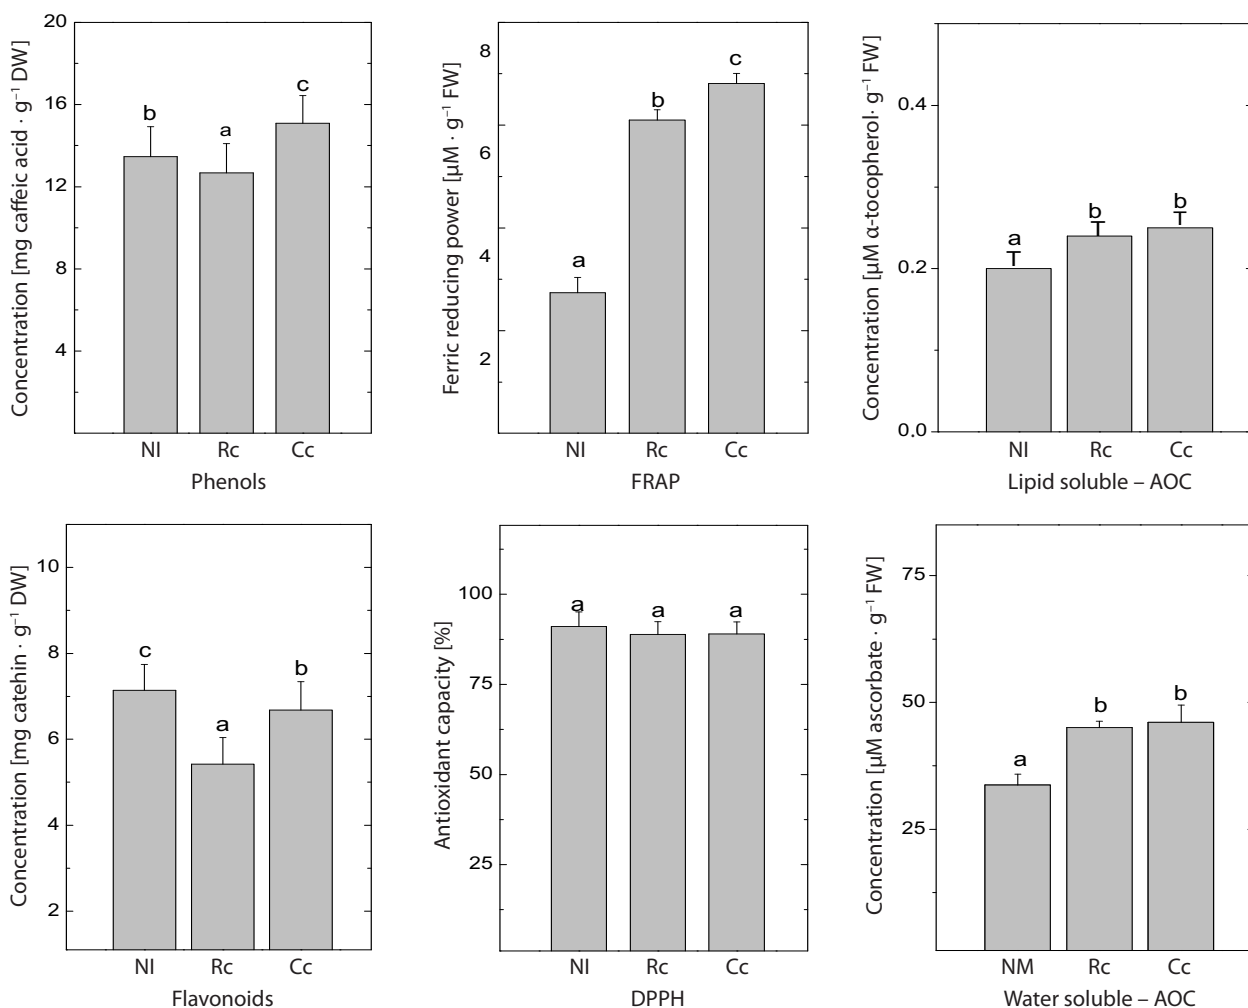 Concentration [mg caffeic acid · g⁻¹ DW]
20
16
12
8
4
b
a
c
NI Rc Cc
Phenols
Ferric reducing power [µM · g⁻¹ FW]
8
6
4
2
a
b
c
NI Rc Cc
FRAP
Concentration [µM α-tocopherol· g⁻¹ FW]
0.4
0.2
0.0
a
b
b
NI Rc Cc
Lipid soluble – AOC
Concentration [mg catehin · g⁻¹ DW]
10
8
6
4
2
c
a
b
NI Rc Cc
Flavonoids
Antioxidant capacity [%]
100
75
50
25
a
a
a
NI Rc Cc
DPPH
Concentration [µM ascorbate · g⁻¹ FW]
75
50
25
a
b
b
NM Rc Cc
Water soluble – AOC